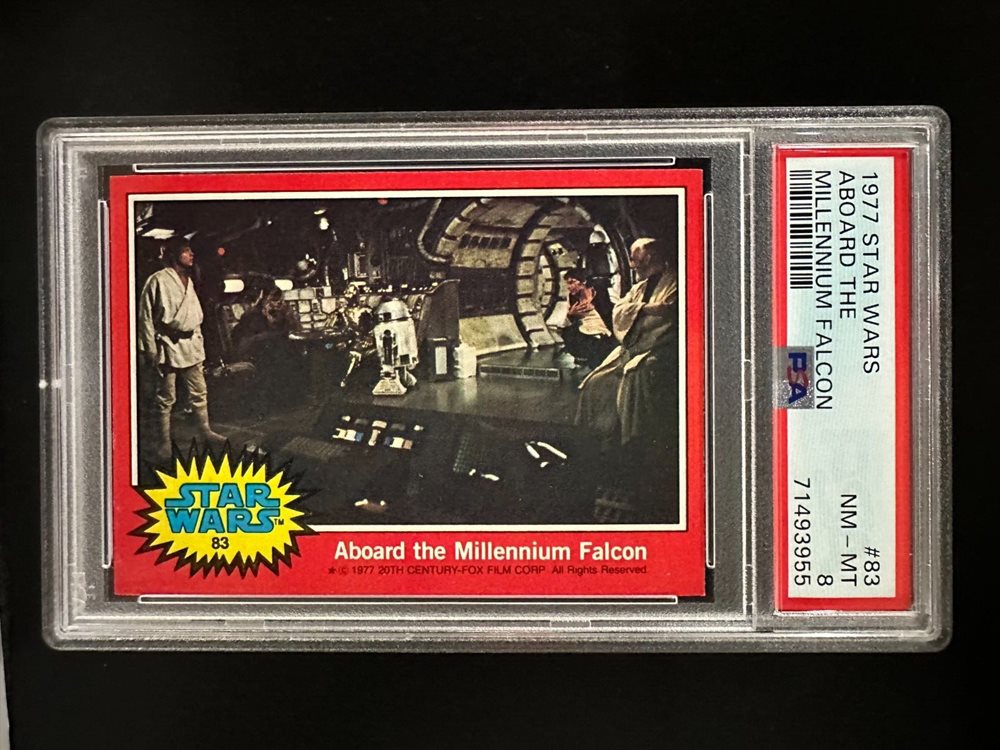 STAR
WARS™
83
Aboard the Millennium Falcon
★ © 1977 20TH CENTURY-FOX FILM CORP. All Rights Reserved.
1977 STAR WARS #83
ABOARD THE NM – MT
MILLENNIUM FALCON 8
PSA 71493955